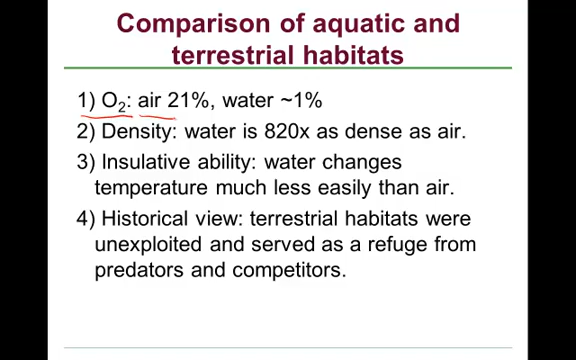 Comparison of aquatic and
terrestrial habitats
1) O₂: air 21%, water ~1%
2) Density: water is 820x as dense as air.
3) Insulative ability: water changes
temperature much less easily than air.
4) Historical view: terrestrial habitats were
unexploited and served as a refuge from
predators and competitors.